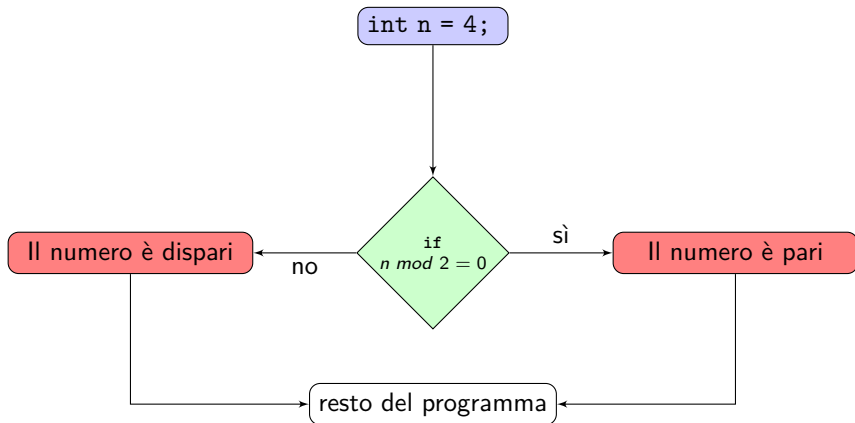 int n = 4;
if
n mod 2 = 0
sì
no
Il numero è dispari
Il numero è pari
resto del programma